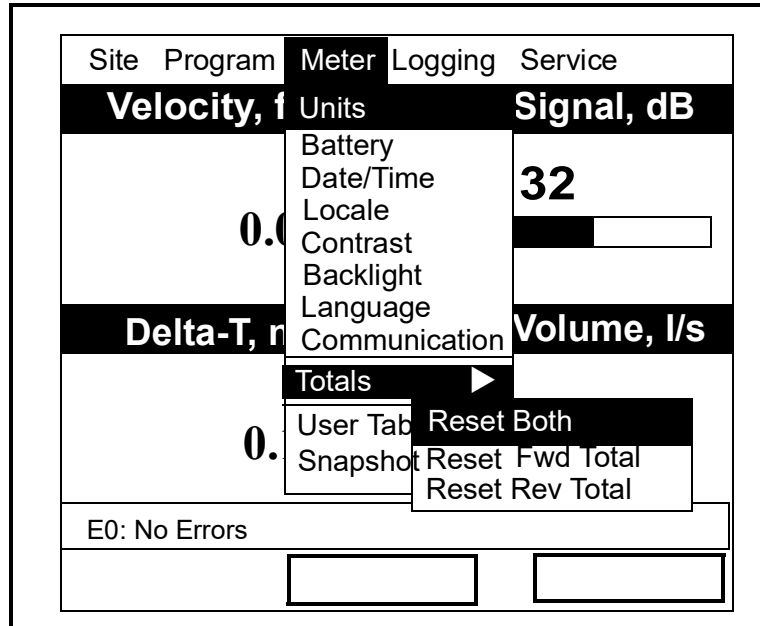 Site Program Meter Logging Service
Velocity, f
Signal, dB
Units
Battery
Date/Time
Locale
Contrast
Backlight
Language
Communication
32
0.0
Delta-T, n
Volume, l/s
Totals
0.
User Tab
Snapshot
Reset Both
Reset Fwd Total
Reset Rev Total
E0: No Errors